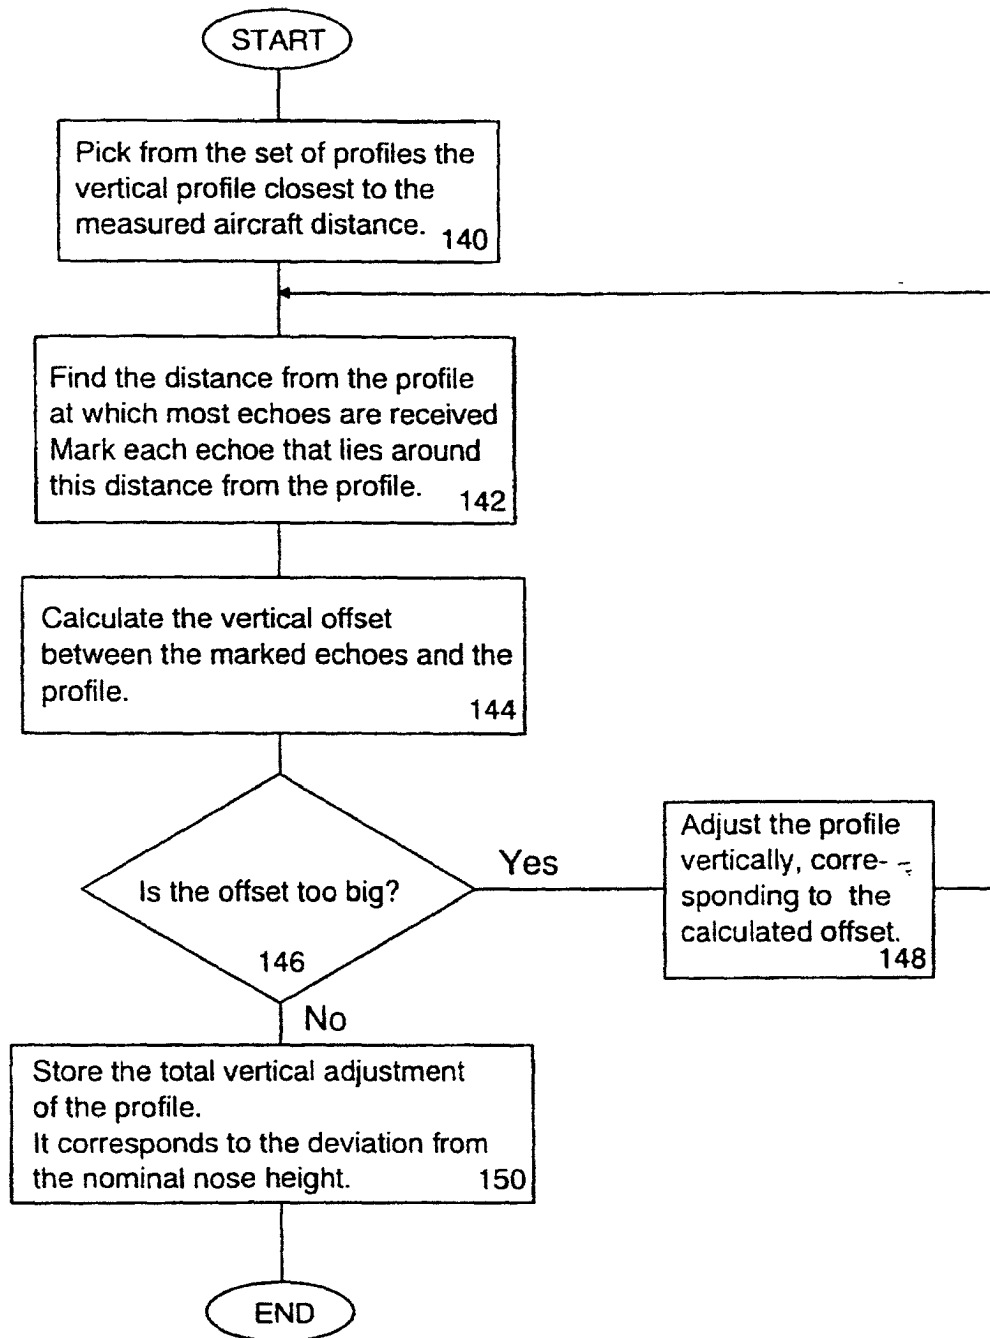 START
Pick from the set of profiles the
vertical profile closest to the
measured aircraft distance.
140
Find the distance from the profile
at which most echoes are received
Mark each echoe that lies around
this distance from the profile.
142
Calculate the vertical offset
between the marked echoes and the
profile.
144
Is the offset too big?
146
Yes
Adjust the profile
vertically, corre-
sponding to the
calculated offset.
148
No
Store the total vertical adjustment
of the profile.
It corresponds to the deviation from
the nominal nose height.
150
END